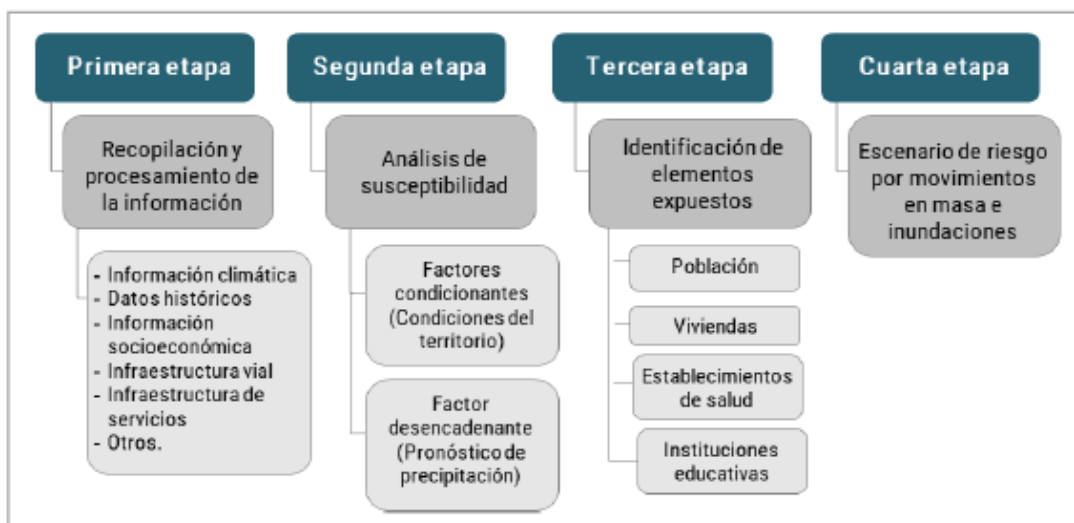 Primera etapa
Recopilación y
procesamiento de
la información
- Información climática
- Datos históricos
- Información
socioeconómica
- Infraestructura vial
- Infraestructura de
servicios
- Otros.
Segunda etapa
Análisis de
susceptibilidad
Factores
condicionantes
(Condiciones del
territorio)
Factor
desencadenante
(Pronóstico de
precipitación)
Tercera etapa
Identificación de
elementos
expuestos
Población
Viviendas
Establecimientos
de salud
Instituciones
educativas
Cuarta etapa
Escenario de riesgo
por movimientos
en masa e
inundaciones